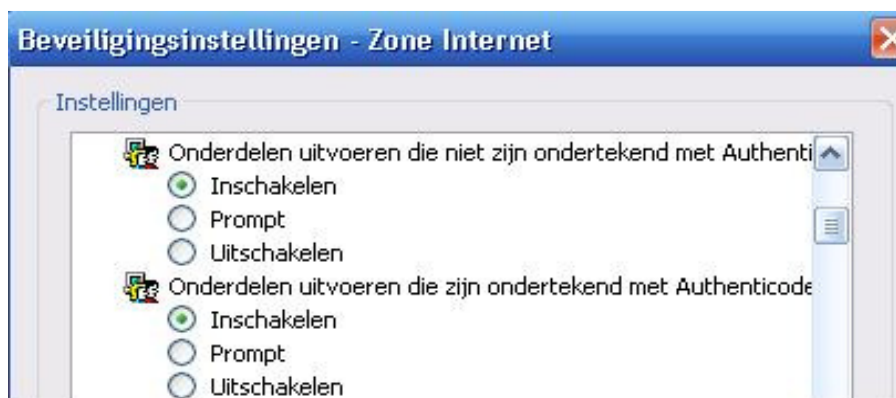 Beveiligingsinstellingen - Zone Internet
Instellingen
Onderdelen uitvoeren die niet zijn ondertekend met Authenti
Inschakelen
Prompt
Uitschakelen
Onderdelen uitvoeren die zijn ondertekend met Authenticode
Inschakelen
Prompt
Uitschakelen